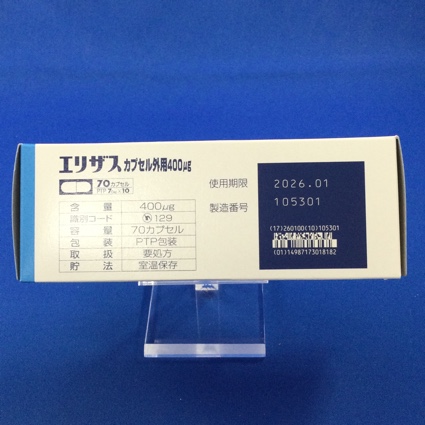 エリザス カプセル外用400μg
70カプセル
PTP 7カプセル×10
含量 400μg
識別コード 129
容量 70カプセル
包装 PTP包装
取扱 要処方
貯法 室温保存
使用期限 2026.01
製造番号 105301
(17)260100(10)105301
(01)14987173018182